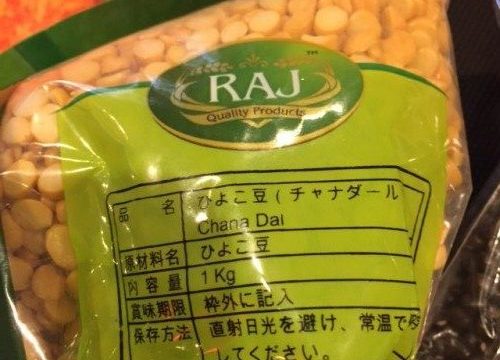 RAJ
TM
Quality Products
品名 ひよこ豆(チャナダール
Chana Dal
原材料名 ひよこ豆
内容量 1Kg
賞味期限 枠外に記入
保存方法 直射日光を避け、常温で
してください。